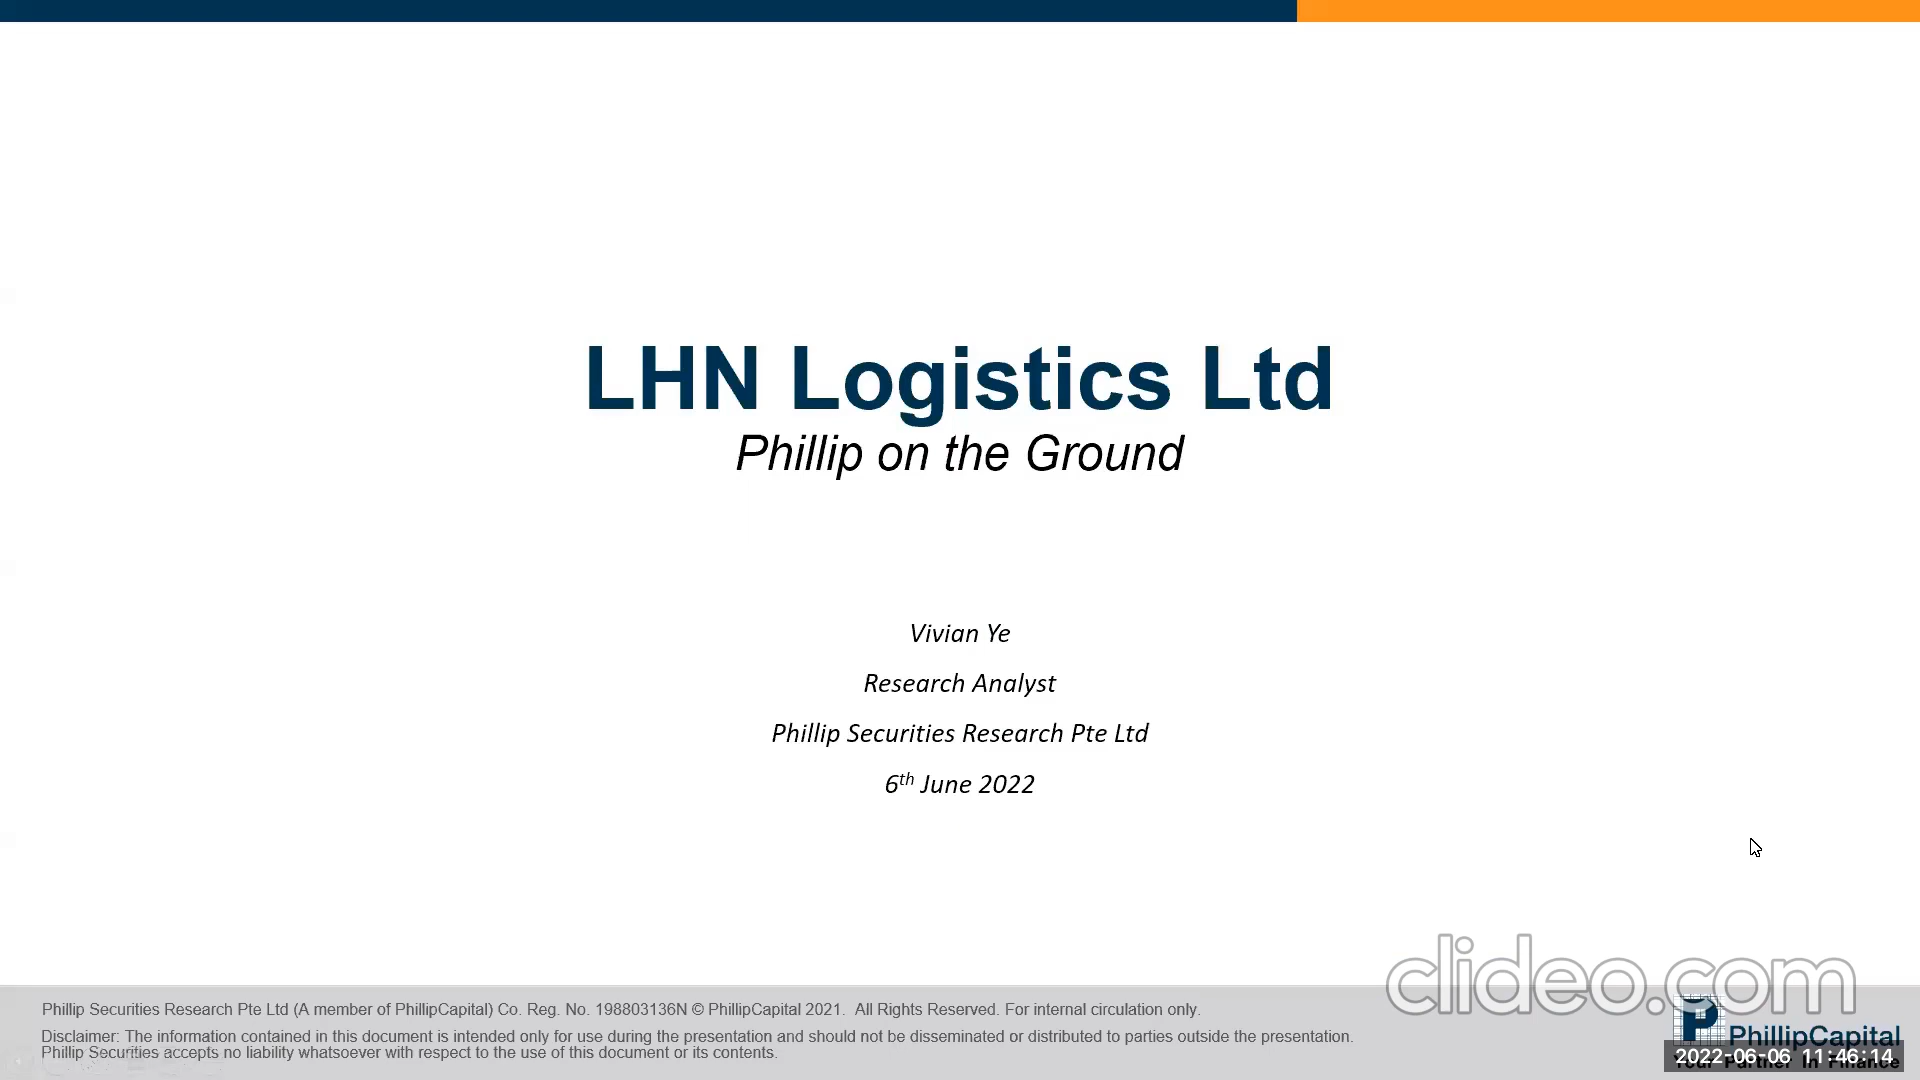 LHN Logistics Ltd
Phillip on the Ground
Vivian Ye
Research Analyst
Phillip Securities Research Pte Ltd
6th June 2022
clideo.com
Phillip Securities Research Pte Ltd (A member of PhillipCapital) Co. Reg. No. 198803136N © PhillipCapital 2021.  All Rights Reserved. For internal circulation only.
Disclaimer: The information contained in this document is intended only for use during the presentation and should not be disseminated or distributed to parties outside the presentation.
Phillip Securities accepts no liability whatsoever with respect to the use of this document or its contents.
PhillipCapital
Your Partner In Finance
2022-06-06 11:46:14